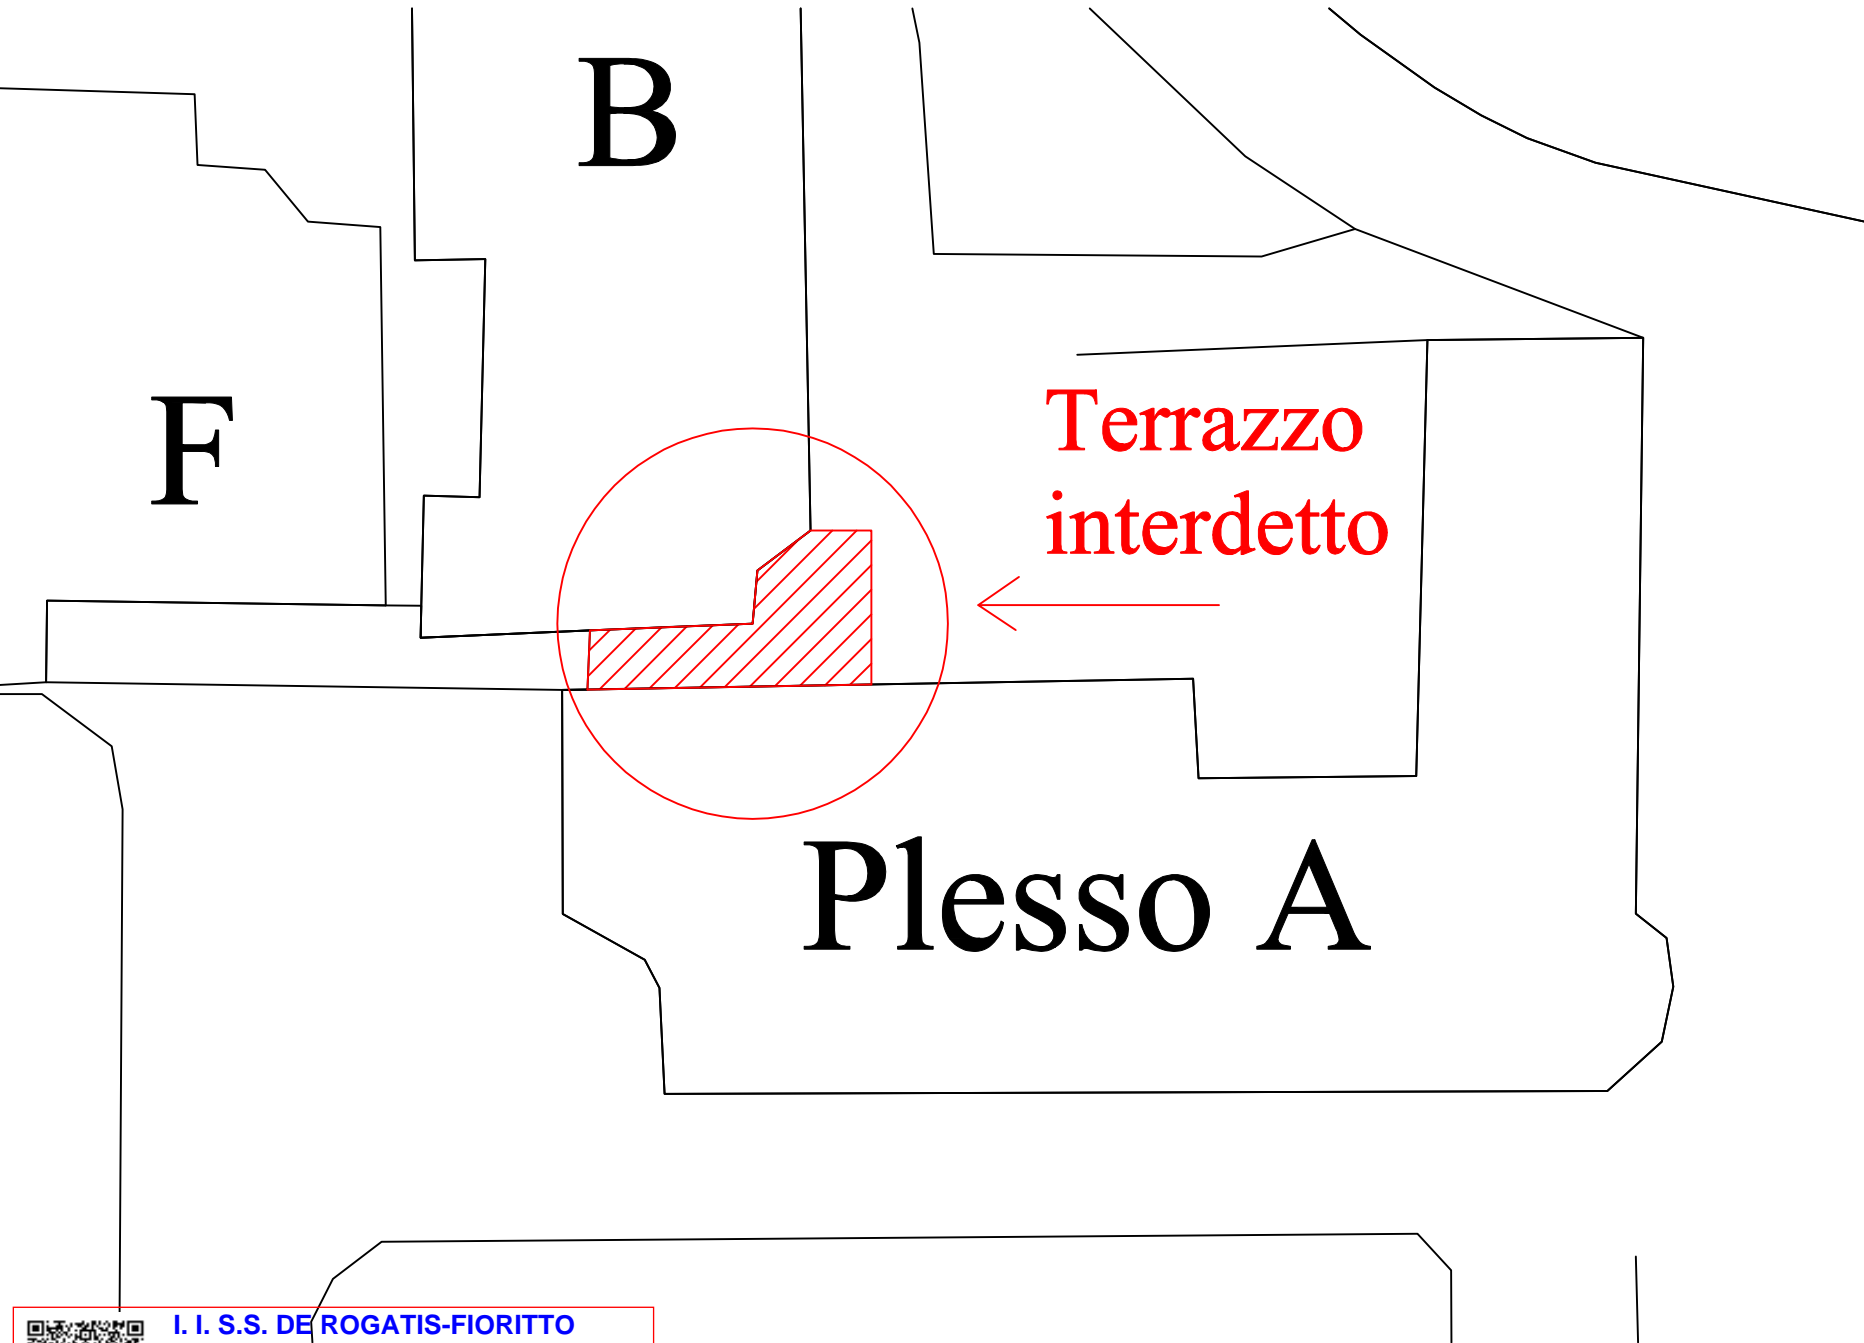 B
F
Terrazzo
interdetto
Plesso A
I. I. S.S. DE ROGATIS-FIORITTO